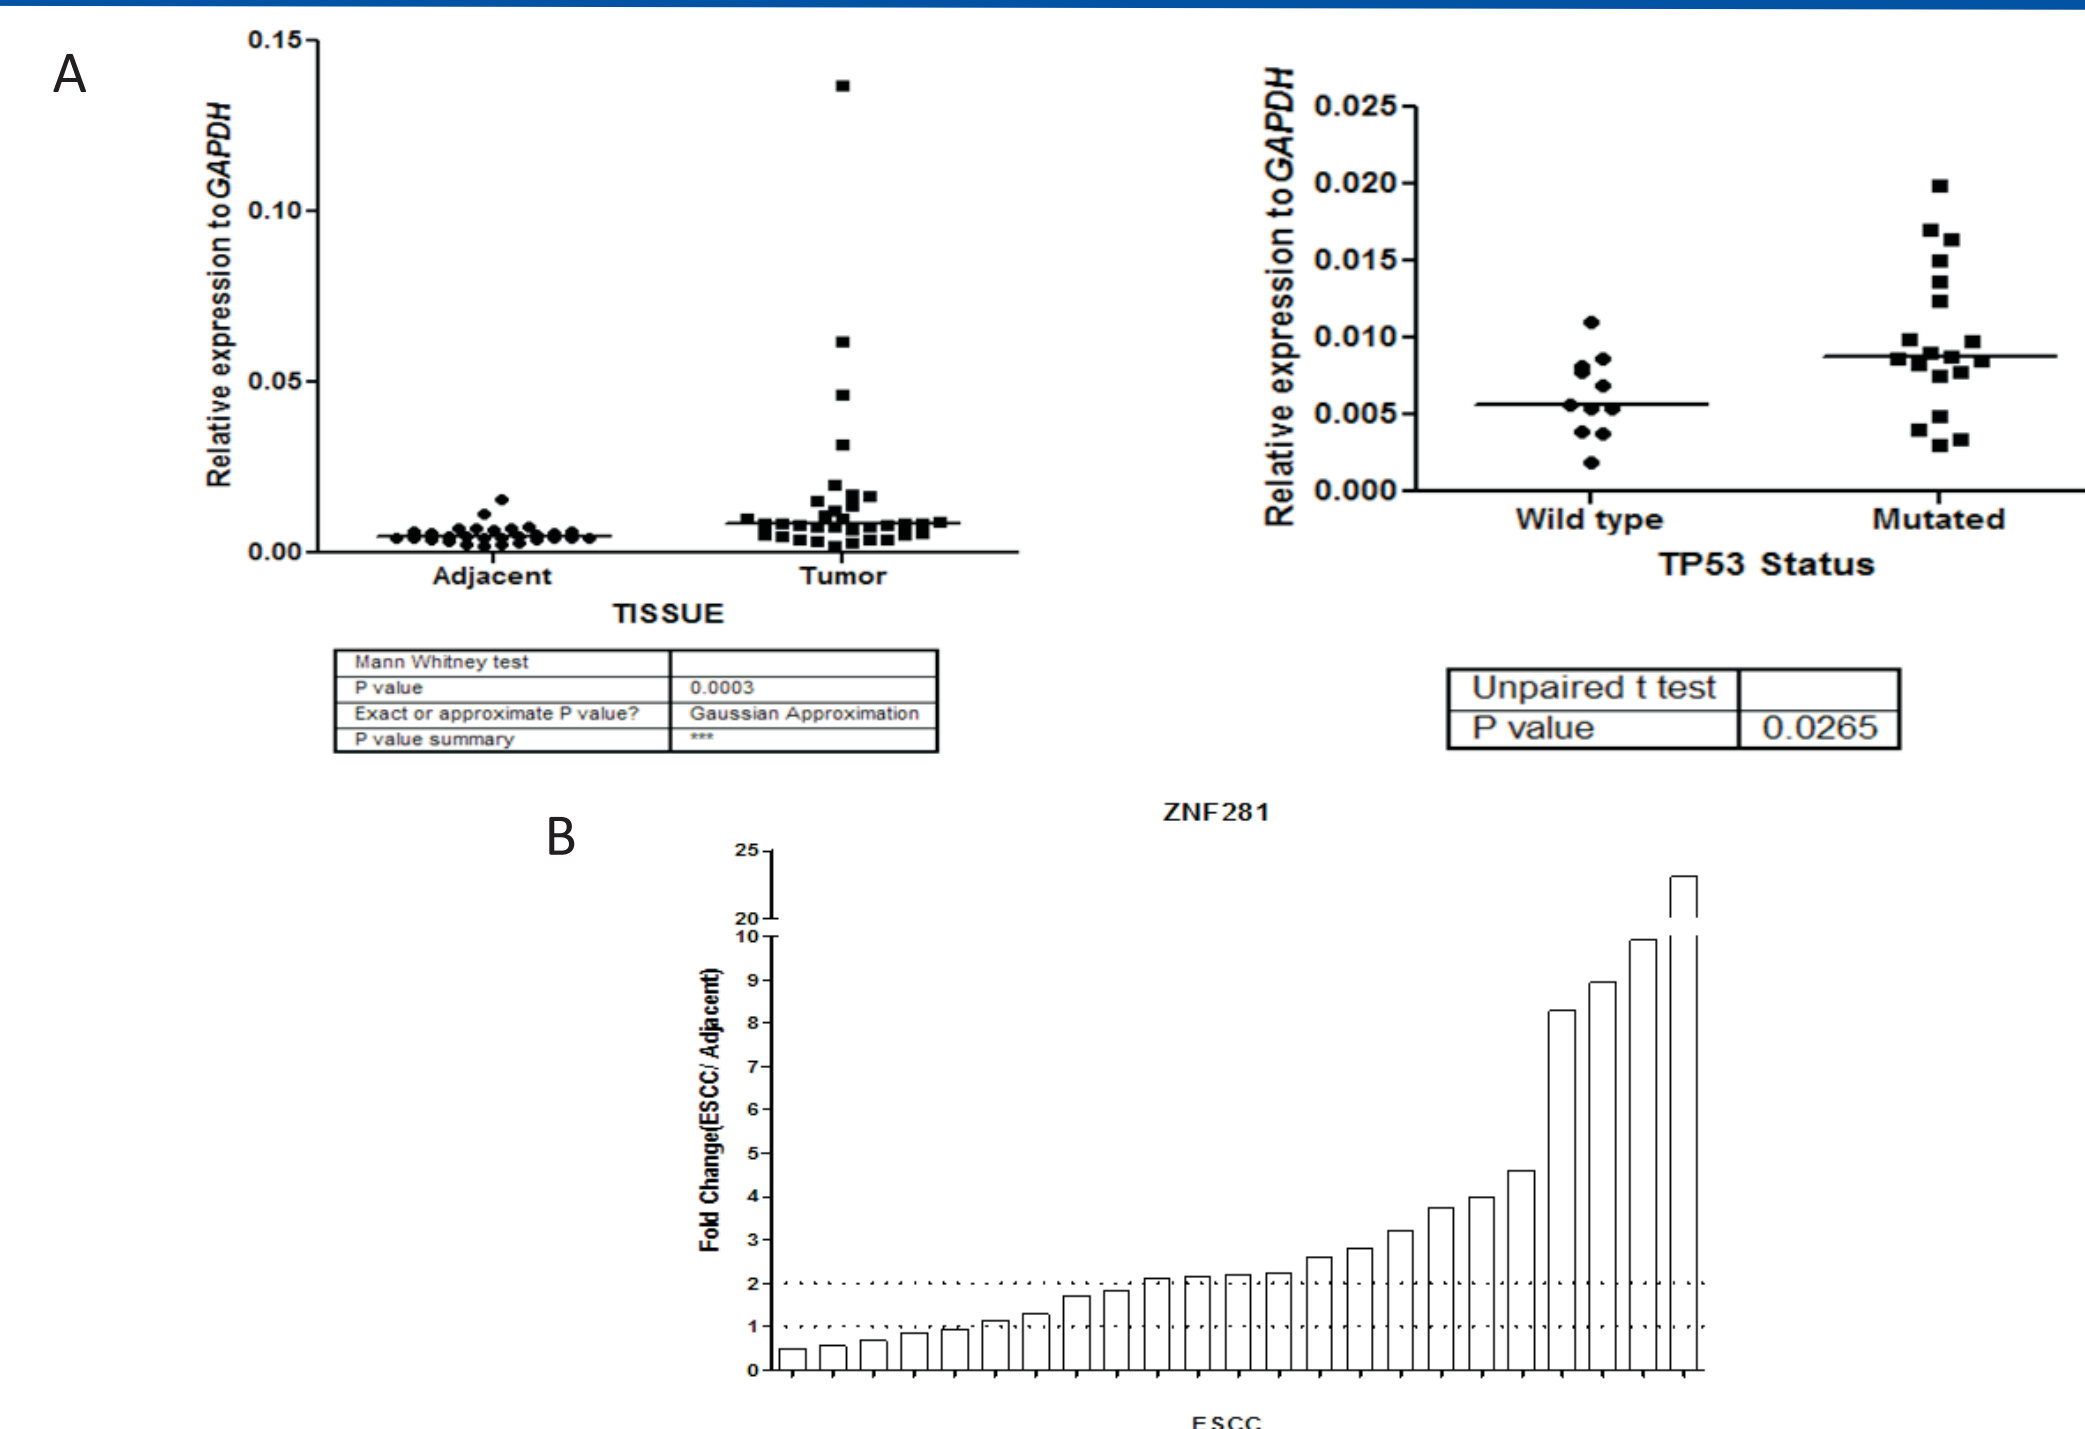 A
0.15
0.10
0.05
0.00
Relative expression to GAPDH
Adjacent Tumor
TISSUE
Mann Whitney test
P value 0.0003
Exact or approximate P value? Gaussian Approximation
P value summary ***
0.025
0.020
0.015
0.010
0.005
0.000
Relative expression to GAPDH
Wild type Mutated
TP53 Status
Unpaired t test
P value 0.0265
B
ZNF281
25
20
10
9
8
7
6
5
4
3
2
1
0
Fold Change(ESCC/ Adjacent)
ESCC